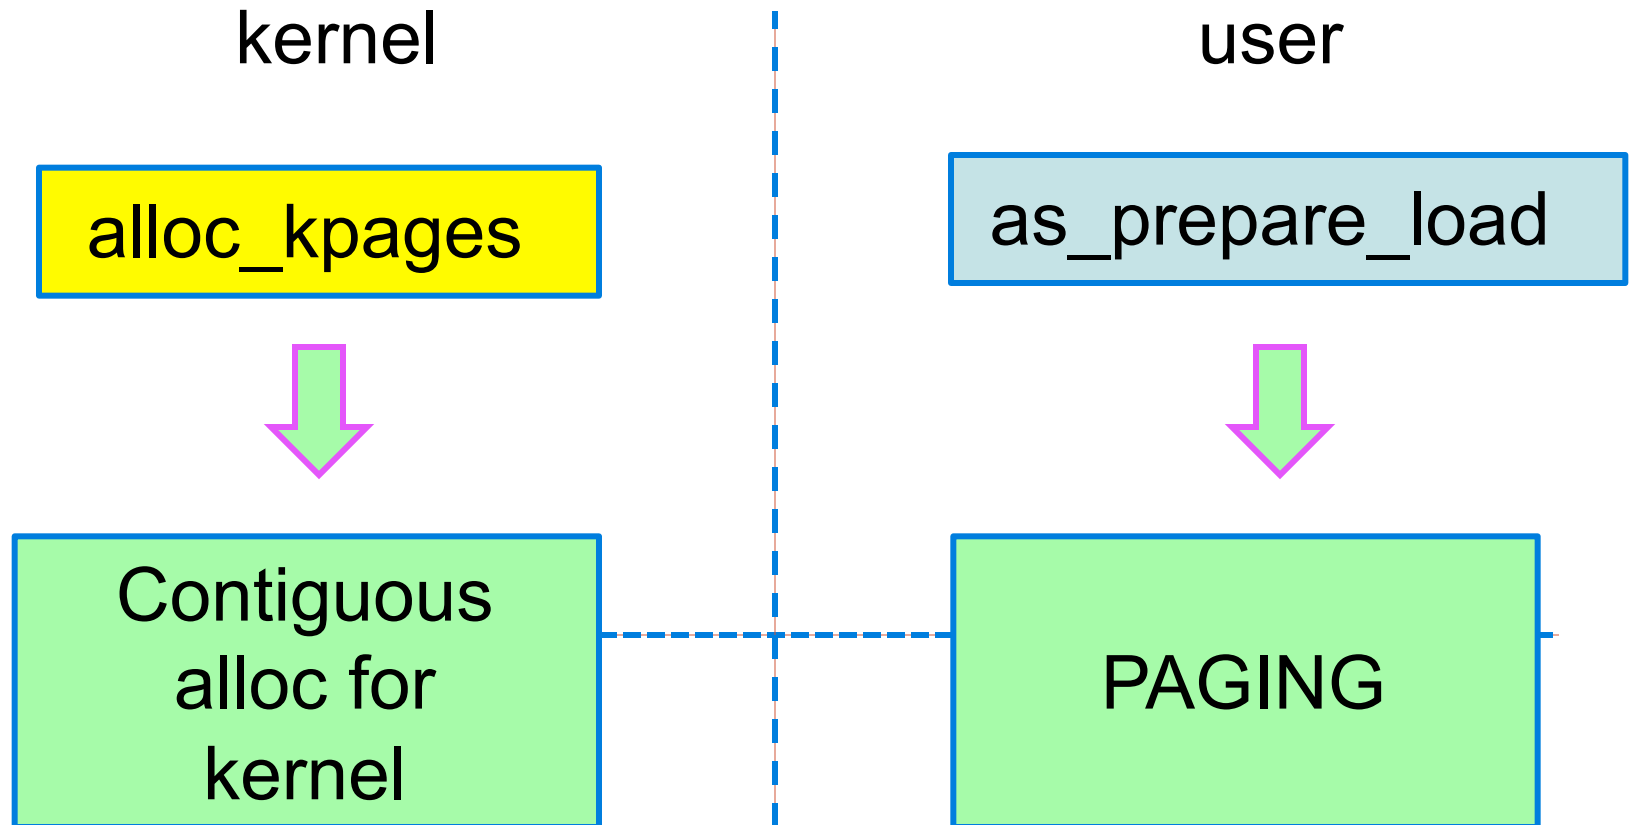 kernel
user
alloc_kpages
as_prepare_load
Contiguous
alloc for
kernel
PAGING